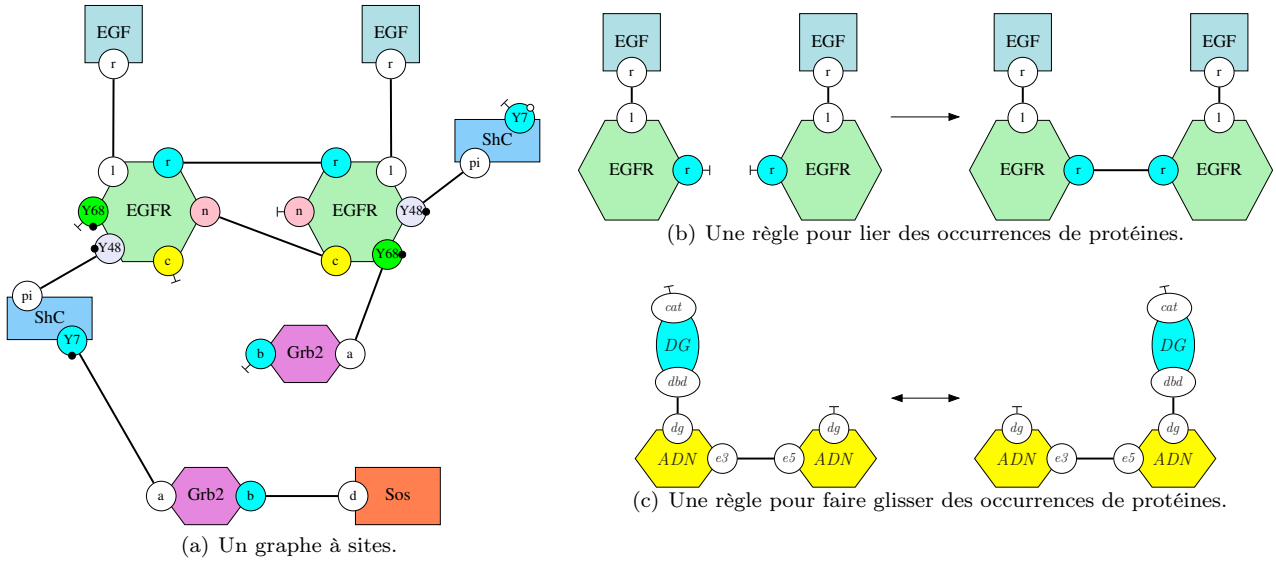 EGF EGF
r r
Y7
ShC
pi
r r
l l
Y68 EGFR n n EGFR Y48
Y48 c c Y68
pi
ShC
Y7
b Grb2 a
a Grb2 b d Sos
(a) Un graphe à sites.
EGF EGF EGF EGF
r r r r
l l l l
EGFR r r EGFR EGFR r r EGFR
(b) Une règle pour lier des occurrences de protéines.
cat cat
DG DG
dbd dbd
dg dg dg dg
ADN e3 e5 ADN ADN e3 e5 ADN
(c) Une règle pour faire glisser des occurrences de protéines.